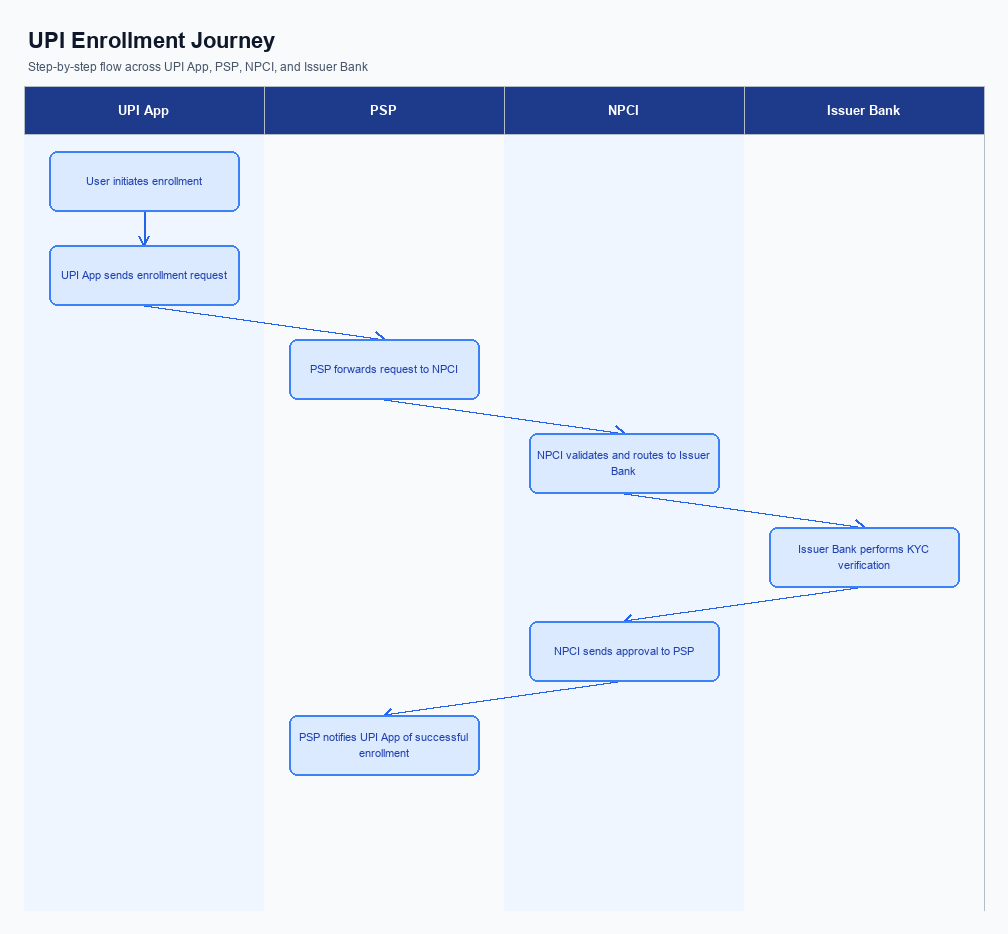 UPI Enrollment Journey
Step-by-step flow across UPI App, PSP, NPCI, and Issuer Bank
UPI App
PSP
NPCI
Issuer Bank
User initiates enrollment
UPI App sends enrollment request
PSP forwards request to NPCI
NPCI validates and routes to Issuer
Bank
Issuer Bank performs KYC
verification
NPCI sends approval to PSP
PSP notifies UPI App of successful
enrollment